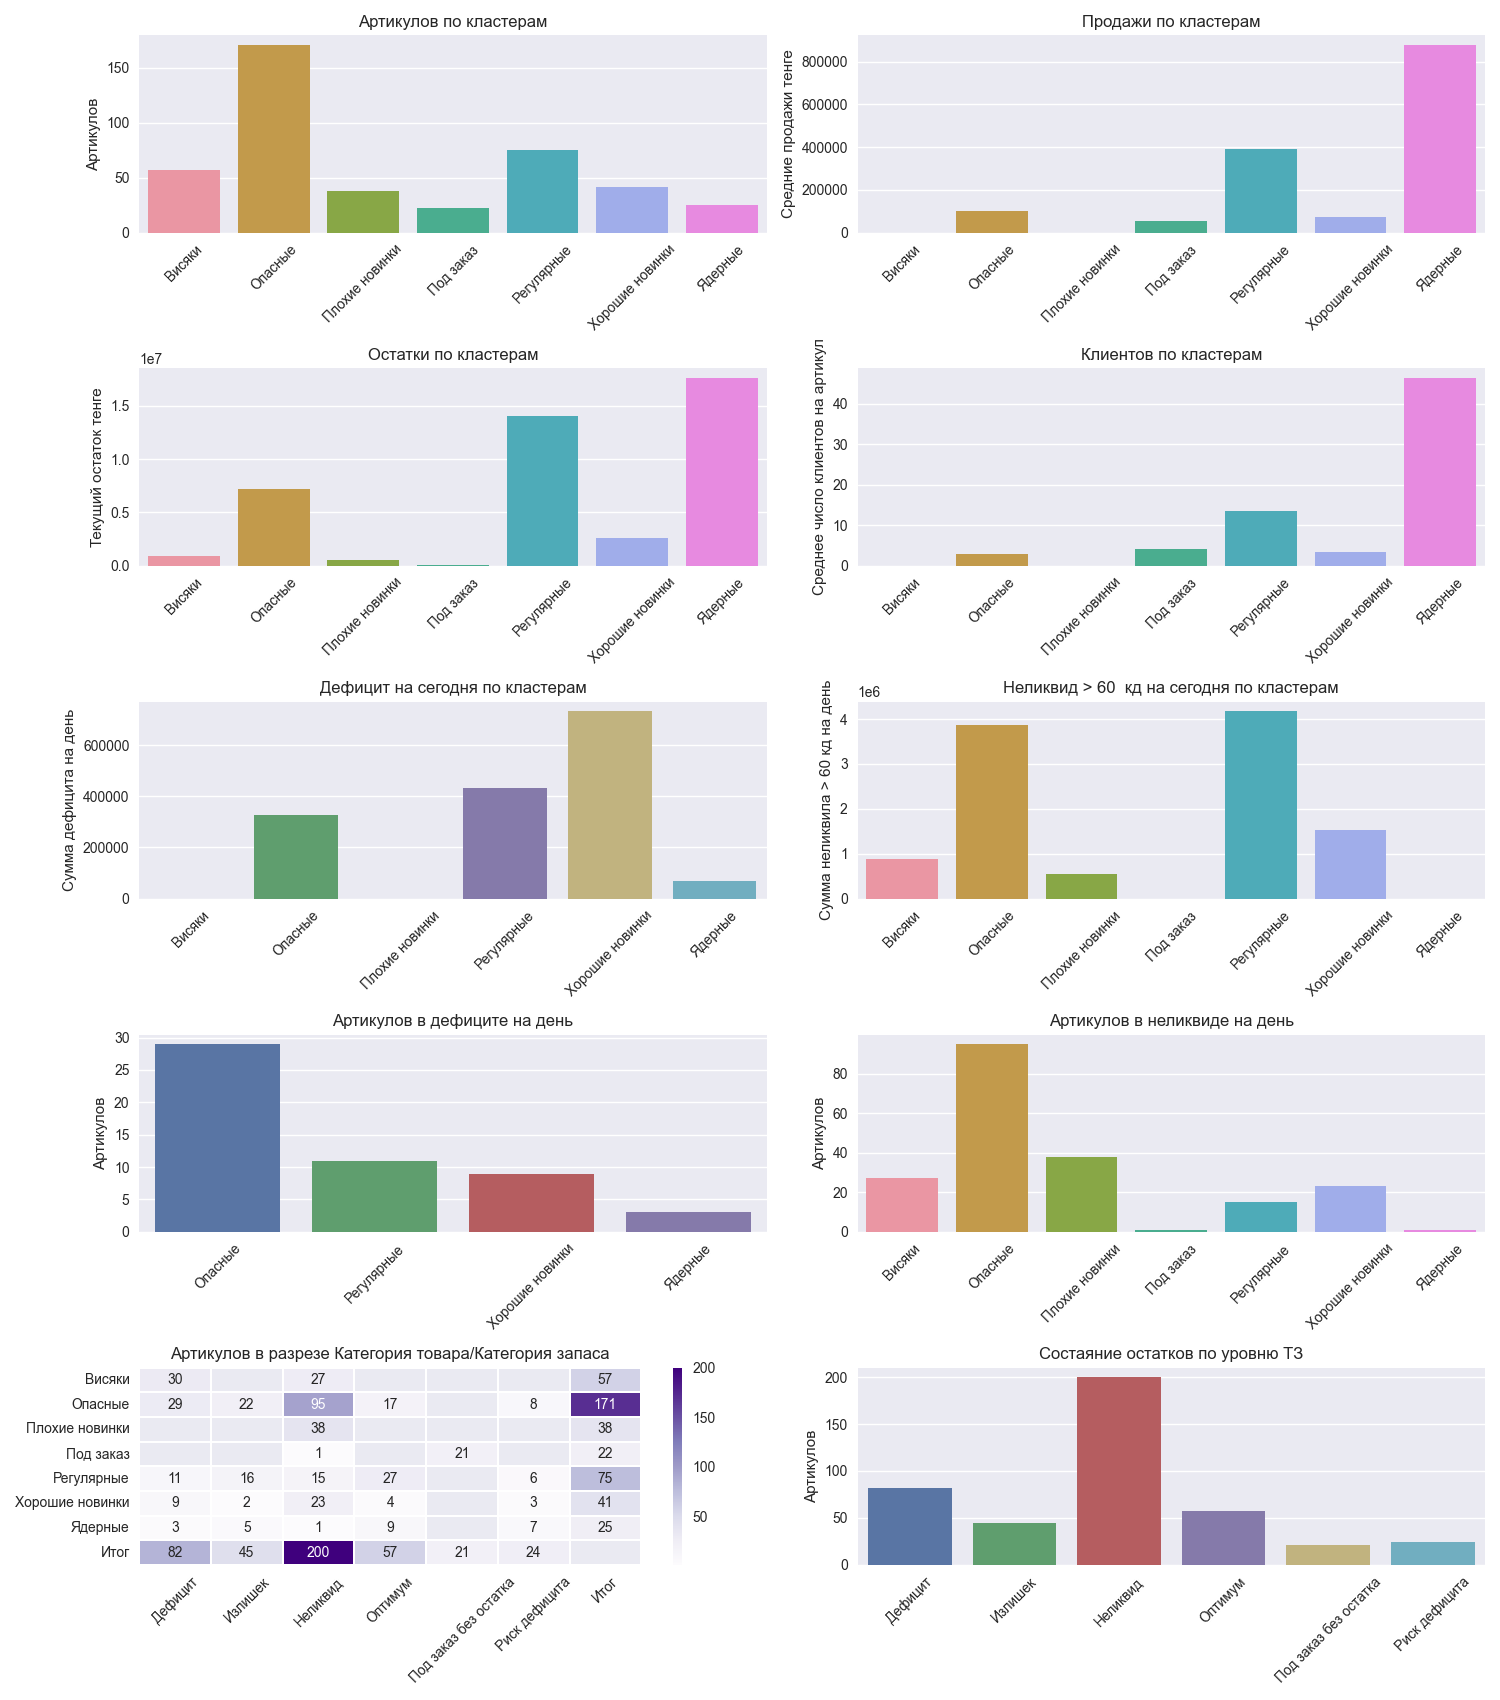 Артикулов по кластерам
Артикулов
150
100
50
0
Висяки
Опасные
Плохие новинки
Под заказ
Регулярные
Хорошие новинки
Ядерные
Продажи по кластерам
Средние продажи тенге
800000
600000
400000
200000
0
Висяки
Опасные
Плохие новинки
Под заказ
Регулярные
Хорошие новинки
Ядерные
Остатки по кластерам
1e7
Текущий остаток тенге
1.5
1.0
0.5
0.0
Висяки
Опасные
Плохие новинки
Под заказ
Регулярные
Хорошие новинки
Ядерные
Клиентов по кластерам
Среднее число клиентов на артикул
40
30
20
10
0
Висяки
Опасные
Плохие новинки
Под заказ
Регулярные
Хорошие новинки
Ядерные
Дефицит на сегодня по кластерам
Сумма дефицита на день
600000
400000
200000
0
Висяки
Опасные
Плохие новинки
Регулярные
Хорошие новинки
Ядерные
Неликвид > 60  кд на сегодня по кластерам
1e6
Сумма неликвила > 60 кд на день
4
3
2
1
0
Висяки
Опасные
Плохие новинки
Под заказ
Регулярные
Хорошие новинки
Ядерные
Артикулов в дефиците на день
Артикулов
30
25
20
15
10
5
0
Опасные
Регулярные
Хорошие новинки
Ядерные
Артикулов в неликвиде на день
Артикулов
80
60
40
20
0
Висяки
Опасные
Плохие новинки
Под заказ
Регулярные
Хорошие новинки
Ядерные
Артикулов в разрезе Категория товара/Категория запаса
Висяки 30 27 57
Опасные 29 22 95 17 8 171
Плохие новинки 38 38
Под заказ 1 21 22
Регулярные 11 16 15 27 6 75
Хорошие новинки 9 2 23 4 3 41
Ядерные 3 5 1 9 7 25
Итог 82 45 200 57 21 24
Дефицит
Излишек
Неликвид
Оптимум
Под заказ без остатка
Риск дефицита
Итог
200
150
100
50
Состаяние остатков по уровню ТЗ
Артикулов
200
150
100
50
0
Дефицит
Излишек
Неликвид
Оптимум
Под заказ без остатка
Риск дефицита